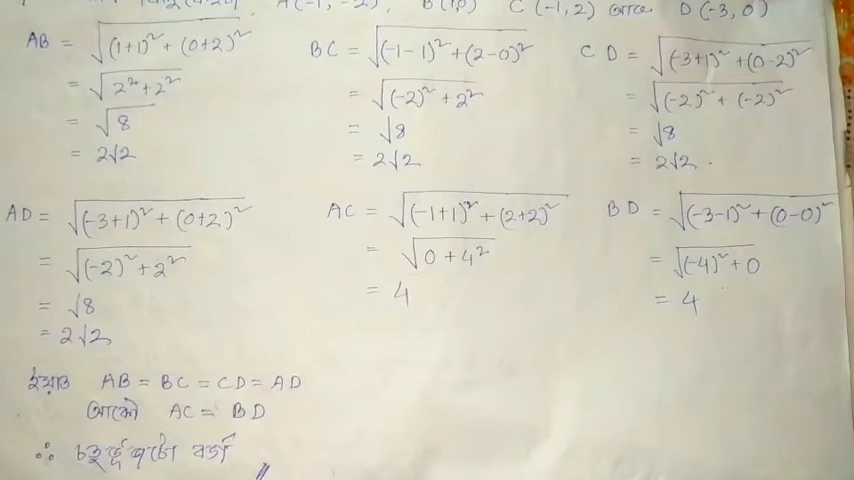 A(-1, -2), B(1,0) C(-1,2) আৰু D(-3, 0)
AB = √(1+1)² + (0+2)²
= √2² + 2²
= √8
= 2√2
BC = √(-1-1)² + (2-0)²
= √(-2)² + 2²
= √8
= 2√2
CD = √(-3+1)² + (0-2)²
= √(-2)² + (-2)²
= √8
= 2√2.
AD = √(-3+1)² + (0+2)²
= √(-2)² + 2²
= √8
= 2√2
AC = √(-1+1)² + (2+2)²
= √0 + 4²
= 4
BD = √(-3-1)² + (0-0)²
= √(-4)² + 0
= 4
ইয়াত AB = BC = CD = AD
আকৌ AC = BD
∴ চতুৰ্ভুজটো বৰ্গ